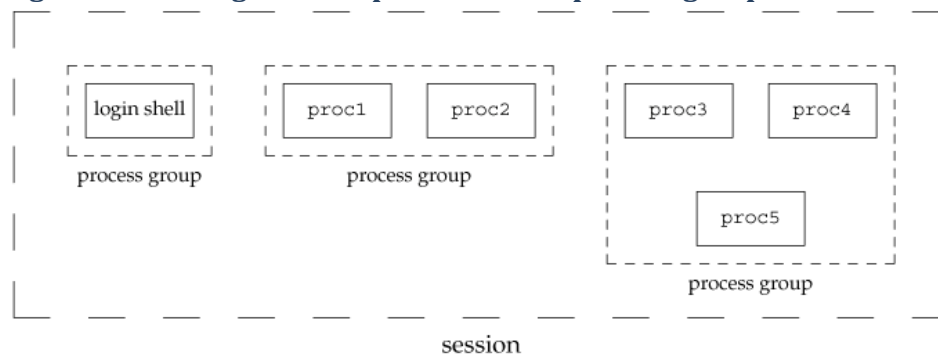 login shell
proc1
proc2
proc3
proc4
process group
process group
proc5
process group
session